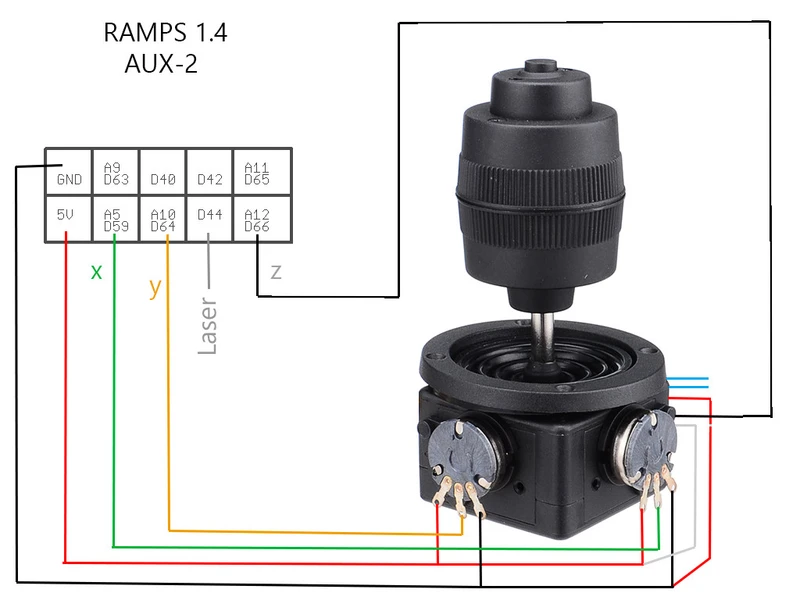 RAMPS 1.4
AUX-2
GND
A9
D63
D40
D42
A11
D65
5V
A5
D59
A10
D64
D44
A12
D66
x
y
Laser
z